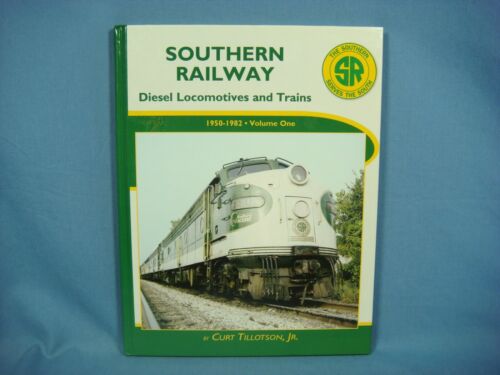 SOUTHERN
RAILWAY
Diesel Locomotives and Trains
1950-1982 • Volume One
THE SOUTHERN
SR
SERVES THE SOUTH
BY CURT TILLOTSON, JR.